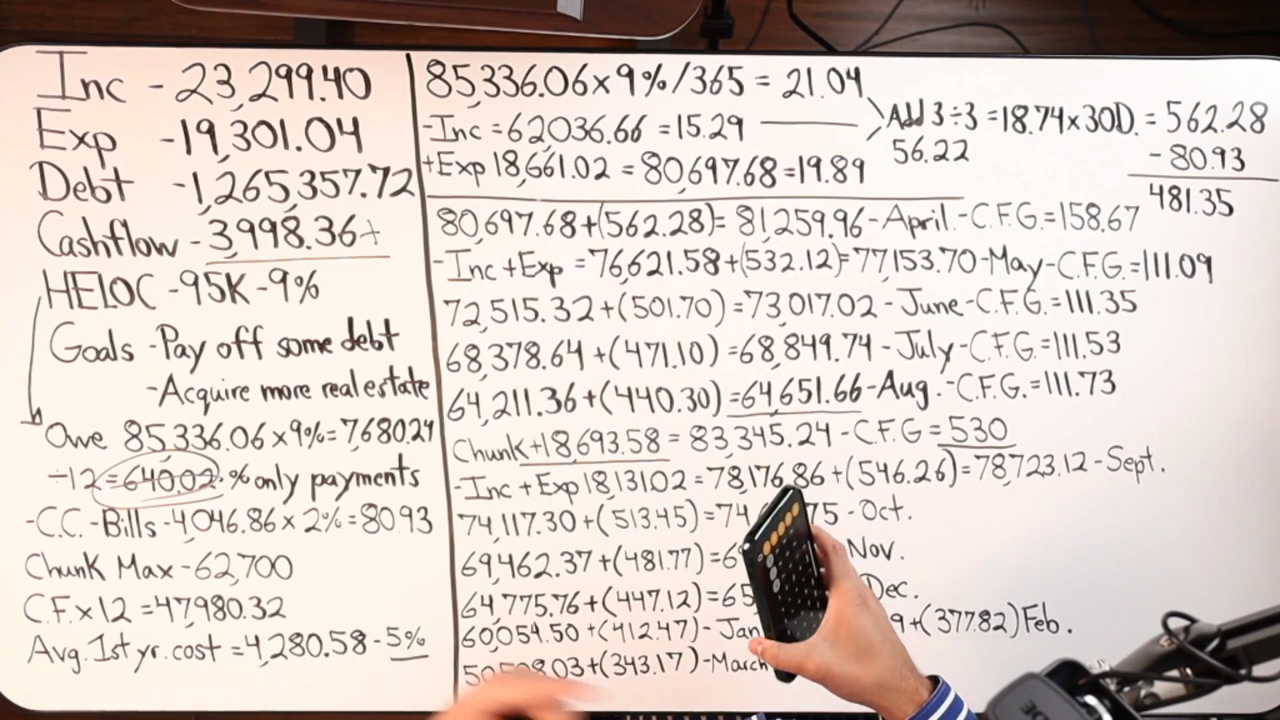 Inc - 23,299.40
Exp - 19,301.04
Debt - 1,265,357.72
Cashflow - 3,998.36+
HELOC - 95K - 9%
Goals - Pay off some debt
- Acquire more real estate
Owe 85,336.06 x 9% = 7,680.24
÷12 = 640.02 - % only payments
- C.C. - Bills - 4,046.86 x 2% = 80.93
Chunk Max - 62,700
C.F. x 12 = 47,980.32
Avg. 1st yr. cost = 4,280.58 - 5%
85,336.06 x 9% / 365 = 21.04
- Inc = 62,036.66 = 15.29
+ Exp 18,661.02 = 80,697.68 = 19.89
Add 3 ÷ 3 = 18.74 x 30D. = 562.28
56.22
- 80.93
481.35
80,697.68 + (562.28) = 81,259.96 - April - C.F.G. = 158.67
- Inc + Exp = 76,621.58 + (532.12) = 77,153.70 - May - C.F.G. = 111.09
72,515.32 + (501.70) = 73,017.02 - June - C.F.G. = 111.35
68,378.64 + (471.10) = 68,849.74 - July - C.F.G. = 111.53
64,211.36 + (440.30) = 64,651.66 - Aug. - C.F.G. = 111.73
Chunk + 18,693.58 = 83,345.24 - C.F.G = 530
- Inc + Exp 18,131.02 = 78,176.86 + (546.26) = 78,723.12 - Sept.
74,117.30 + (513.45) = 74 75 - Oct.
69,462.37 + (481.77) = 6 Nov.
64,775.76 + (447.12) = 65 Dec.
60,054.50 + (412.47) - Jan 9 + (377.82) Feb.
03 + (343.17) - March